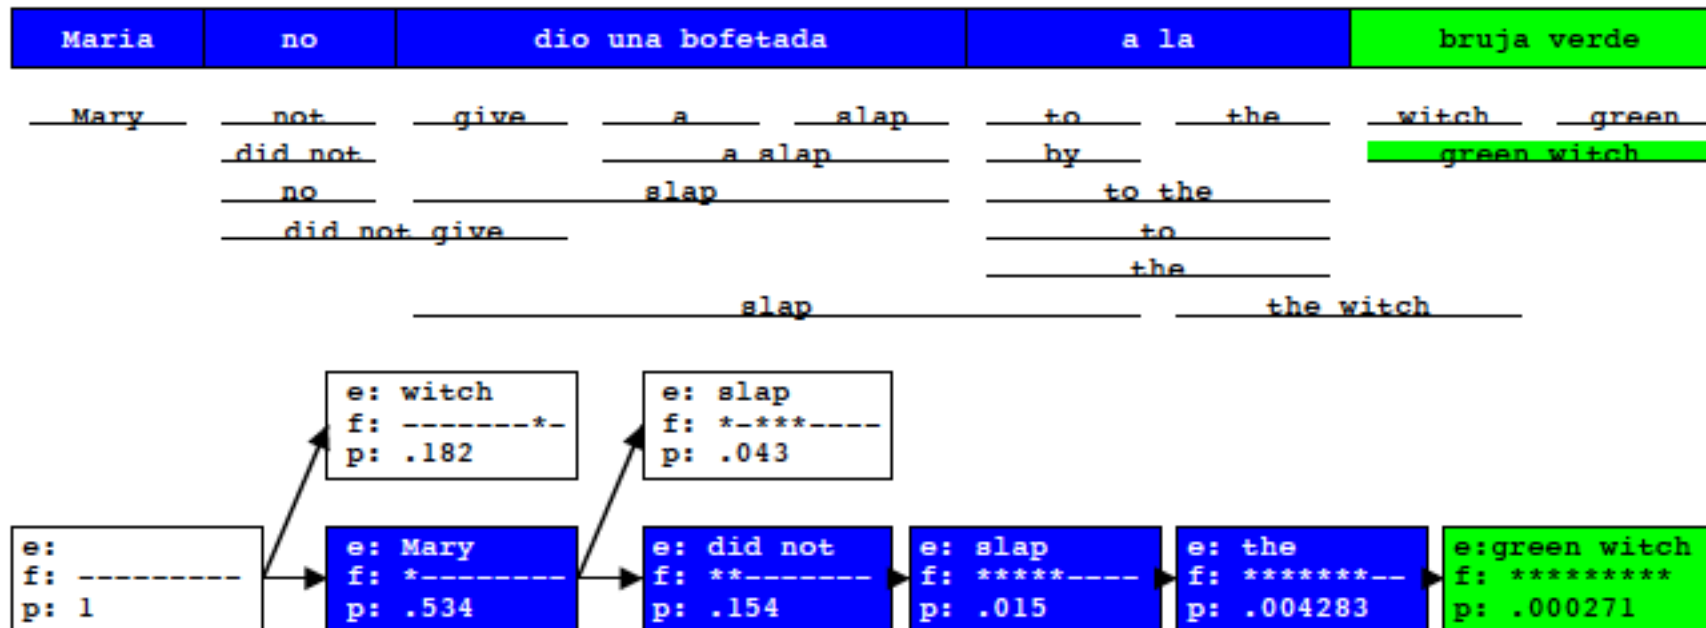 Maria no dio una bofetada a la bruja verde
Mary not give a slap to the witch green
did not a slap by green witch
no slap to the
did not give to
the
slap the witch
e: witch
f: -------*-
p: .182
e: slap
f: *-***----
p: .043
e:
f: ---------
p: 1
e: Mary
f: *--------
p: .534
e: did not
f: **-------
p: .154
e: slap
f: *****----
p: .015
e: the
f: *******--
p: .004283
e:green witch
f: *********
p: .000271